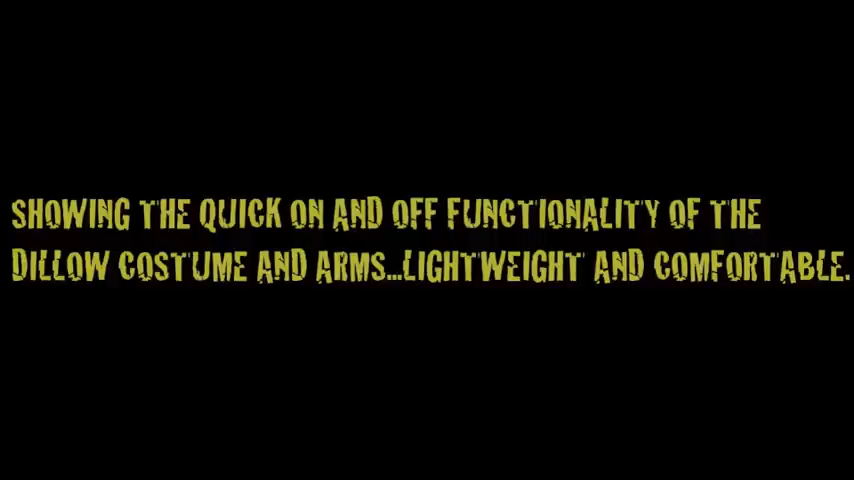 SHOWING THE QUICK ON AND OFF FUNCTIONALITY OF THE
DILLOW COSTUME AND ARMS...LIGHTWEIGHT AND COMFORTABLE.